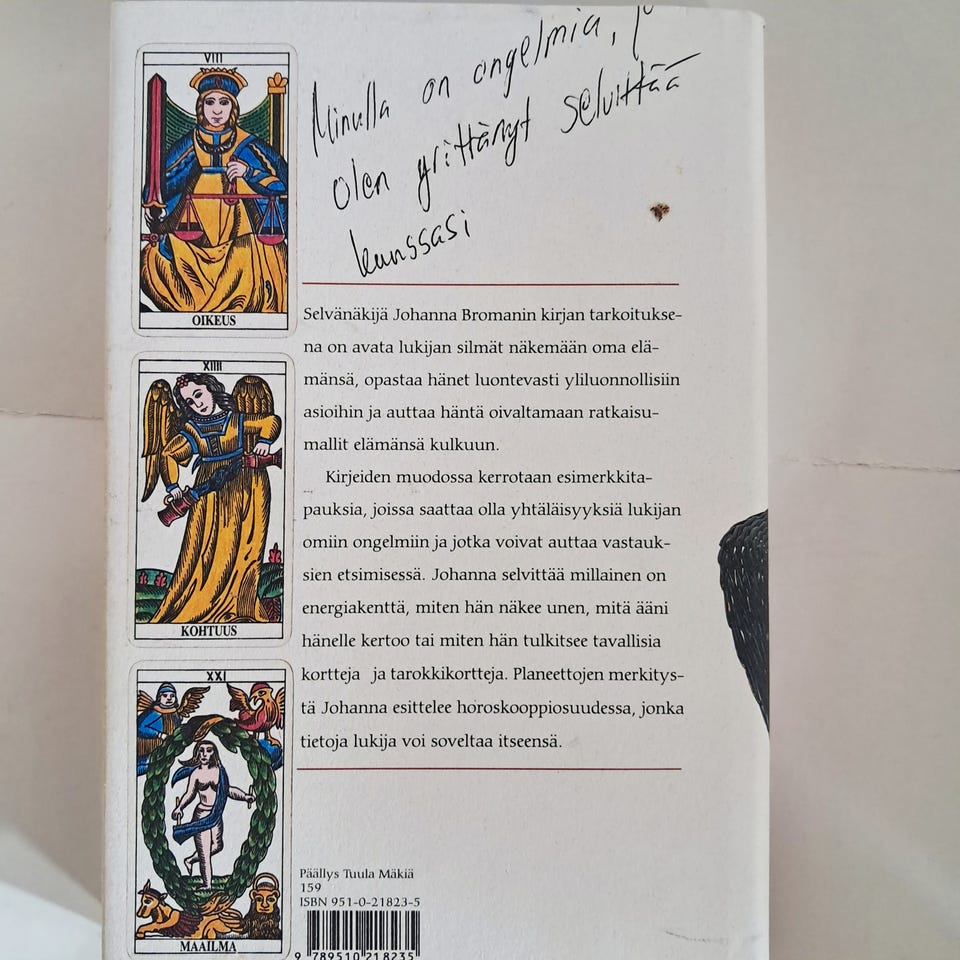 VIII
OIKEUS
XIIII
KOHTUUS
XXI
MAAILMA
Minulla on ongelmia,
olen yrittänyt selvittää
kanssasi
Selvänäkijä Johanna Bromanin kirjan tarkoitukse-
na on avata lukijan silmät näkemään oma elä-
mänsä, opastaa hänet luontevasti yliluonnollisiin
asioihin ja auttaa häntä oivaltamaan ratkaisu-
mallit elämänsä kulkuun.
Kirjeiden muodossa kerrotaan esimerkkita-
pauksia, joissa saattaa olla yhtäläisyyksiä lukijan
omiin ongelmiin ja jotka voivat auttaa vastauk-
sien etsimisessä. Johanna selvittää millainen on
energiakenttä, miten hän näkee unen, mitä ääni
hänelle kertoo tai miten hän tulkitsee tavallisia
kortteja ja tarokkikortteja. Planeettojen merkitys-
tä Johanna esittelee horoskooppiosuudessa, jonka
tietoja lukija voi soveltaa itseensä.
Päällys Tuula Mäkiä
159
ISBN 951-0-21823-5
9 789510 218235